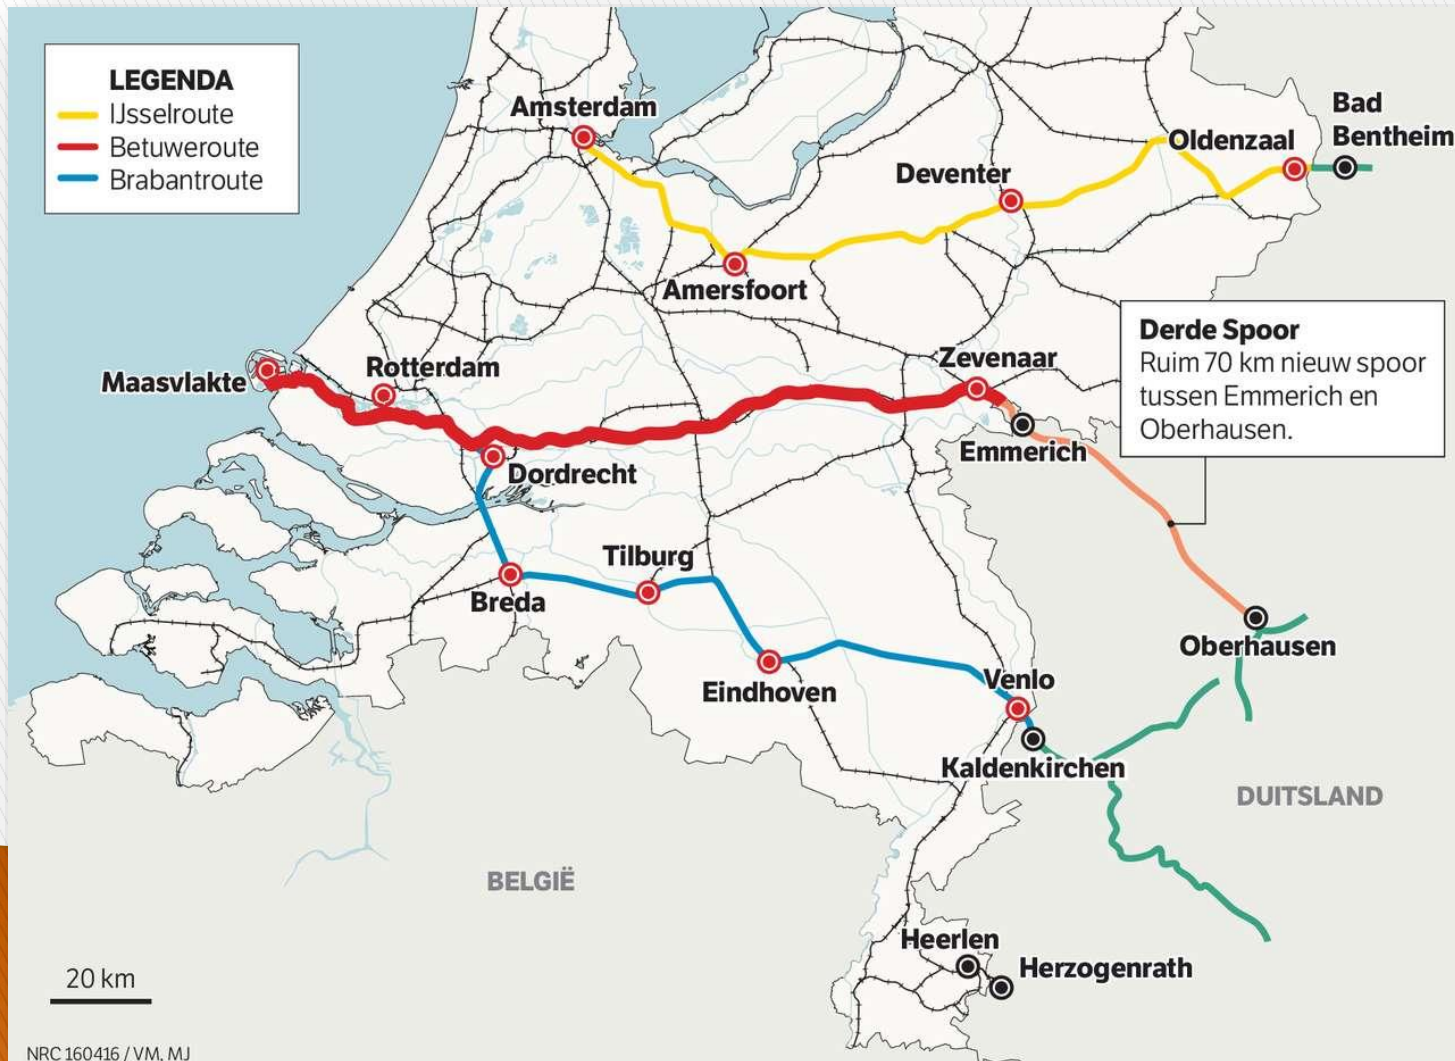 LEGENDA
IJsselroute
Betuweroute
Brabantroute
Amsterdam
Bad
Bentheim
Oldenzaal
Deventer
Amersfoort
Derde Spoor
Ruim 70 km nieuw spoor
tussen Emmerich en
Oberhausen.
Zevenaar
Rotterdam
Maasvlakte
Emmerich
Dordrecht
Tilburg
Breda
Oberhausen
Venlo
Eindhoven
Kaldenkirchen
DUITSLAND
BELGIË
Heerlen
Herzogenrath
20 km
NRC 160416 / VM, MJ